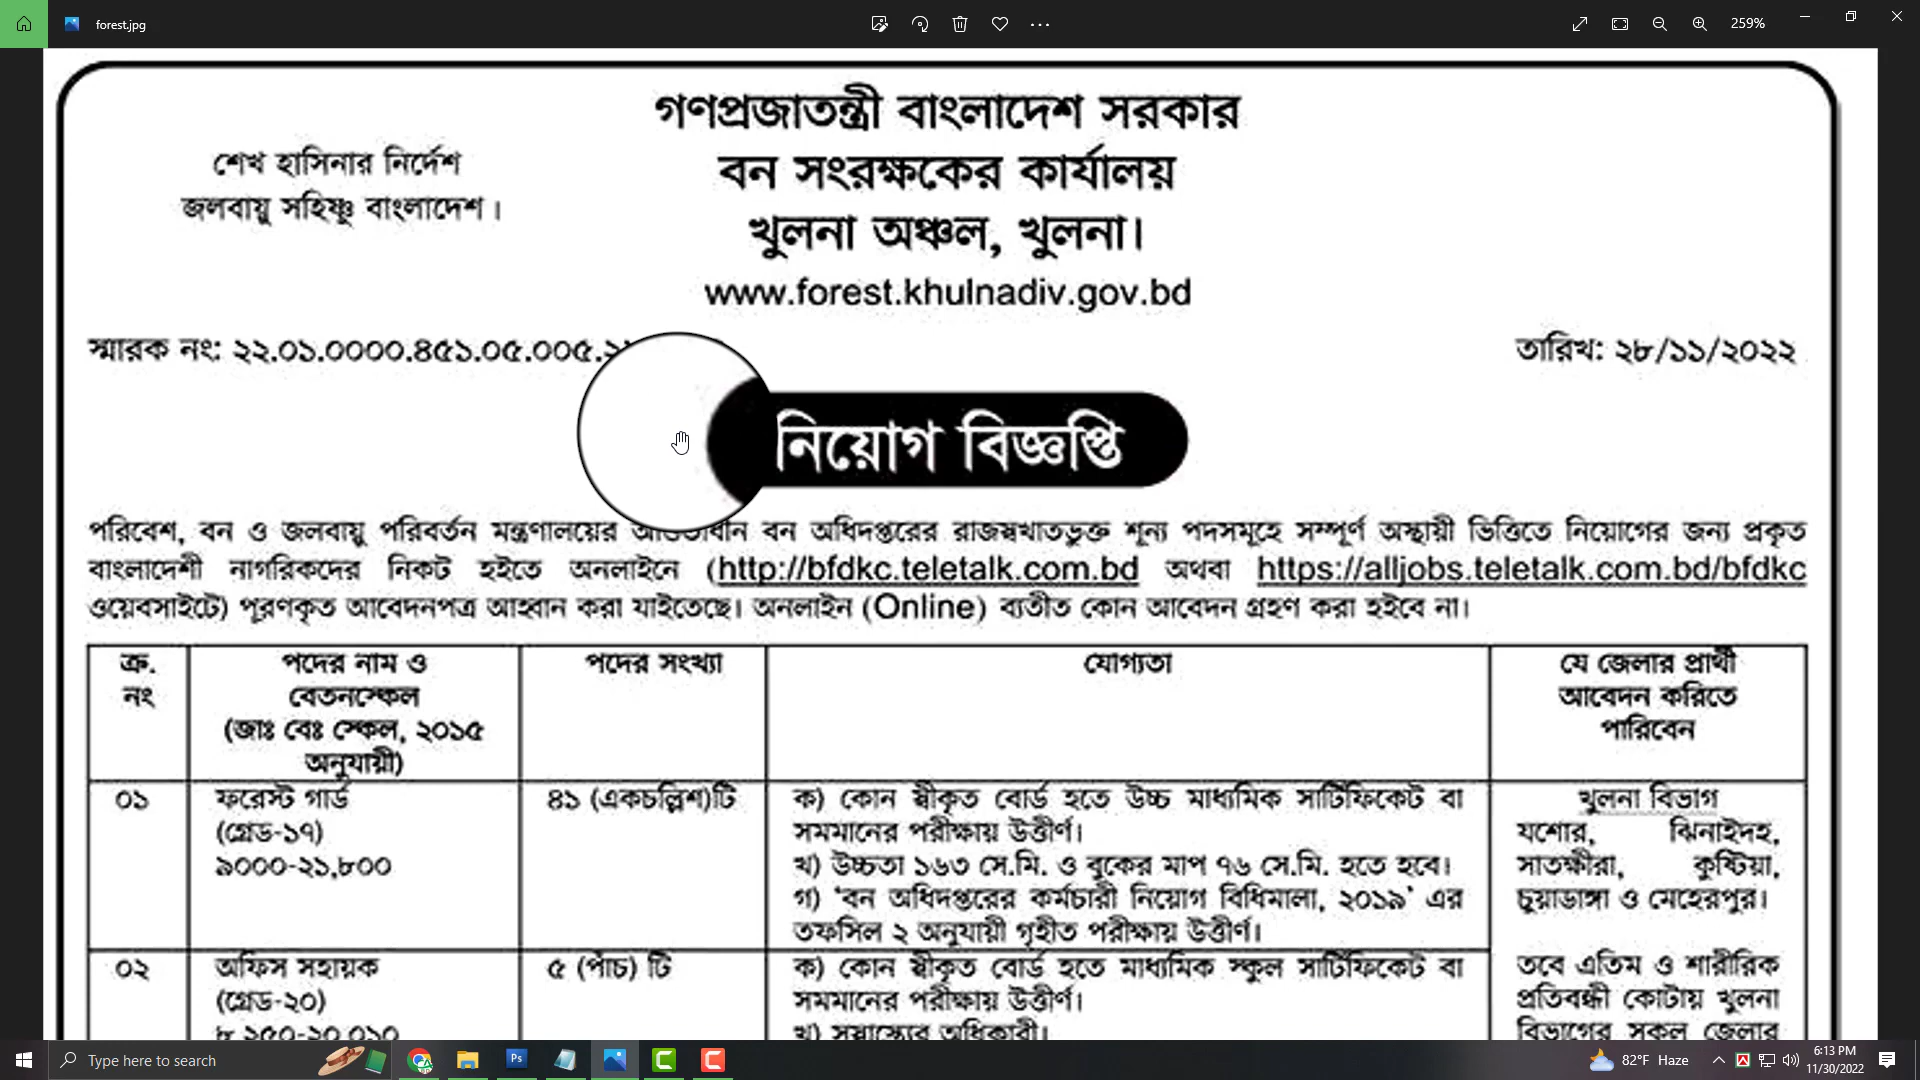 forest.jpg
259%
গণপ্রজাতন্ত্রী বাংলাদেশ সরকার
বন সংরক্ষকের কার্যালয়
খুলনা অঞ্চল, খুলনা।
www.forest.khulnadiv.gov.bd
শেখ হাসিনার নির্দেশ
জলবায়ু সহিষ্ণু বাংলাদেশ।
স্মারক নং: ২২.০১.০০০০.৪৫১.০৫.০০৫.
তারিখ: ২৮/১১/২০২২
নিয়োগ বিজ্ঞপ্তি
পরিবেশ, বন ও জলবায়ু পরিবর্তন মন্ত্রণালয়ের আওতাধীন বন অধিদপ্তরের রাজস্বখাতভুক্ত শূন্য পদসমূহে সম্পূর্ণ অস্থায়ী ভিত্তিতে নিয়োগের জন্য প্রকৃত
বাংলাদেশী নাগরিকদের নিকট হইতে অনলাইনে (http://bfdkc.teletalk.com.bd অথবা https://alljobs.teletalk.com.bd/bfdkc
ওয়েবসাইটে) পূরণকৃত আবেদনপত্র আহ্বান করা যাইতেছে। অনলাইন (Online) ব্যতীত কোন আবেদন গ্রহণ করা হইবে না।
ক্র.
নং
পদের নাম ও
বেতনস্কেল
(জাঃ বেঃ স্কেল, ২০১৫
অনুযায়ী)
পদের সংখ্যা
যোগ্যতা
যে জেলার প্রার্থী
আবেদন করিতে
পারিবেন
০১
ফরেস্ট গার্ড
(গ্রেড-১৭)
৯০০০-২১,৮০০
৪১ (একচল্লিশ)টি
ক) কোন স্বীকৃত বোর্ড হতে উচ্চ মাধ্যমিক সার্টিফিকেট বা
সমমানের পরীক্ষায় উত্তীর্ণ।
খ) উচ্চতা ১৬৩ সে.মি. ও বুকের মাপ ৭৬ সে.মি. হতে হবে।
গ) ‘বন অধিদপ্তরের কর্মচারী নিয়োগ বিধিমালা, ২০১৯’ এর
তফসিল ২ অনুযায়ী গৃহীত পরীক্ষায় উত্তীর্ণ।
খুলনা বিভাগ
যশোর, ঝিনাইদহ,
সাতক্ষীরা, কুষ্টিয়া,
চুয়াডাঙ্গা ও মেহেরপুর।
০২
অফিস সহায়ক
(গ্রেড-২০)
৮,২৫০-২০,০১০
৫ (পাঁচ) টি
ক) কোন স্বীকৃত বোর্ড হতে মাধ্যমিক স্কুল সার্টিফিকেট বা
সমমানের পরীক্ষায় উত্তীর্ণ।
খ) সুস্বাস্থ্যের অধিকারী।
তবে এতিম ও শারীরিক
প্রতিবন্ধী কোটায় খুলনা
বিভাগের সকল জেলার
Type here to search
Ps
82°F Haze
6:13 PM
11/30/2022